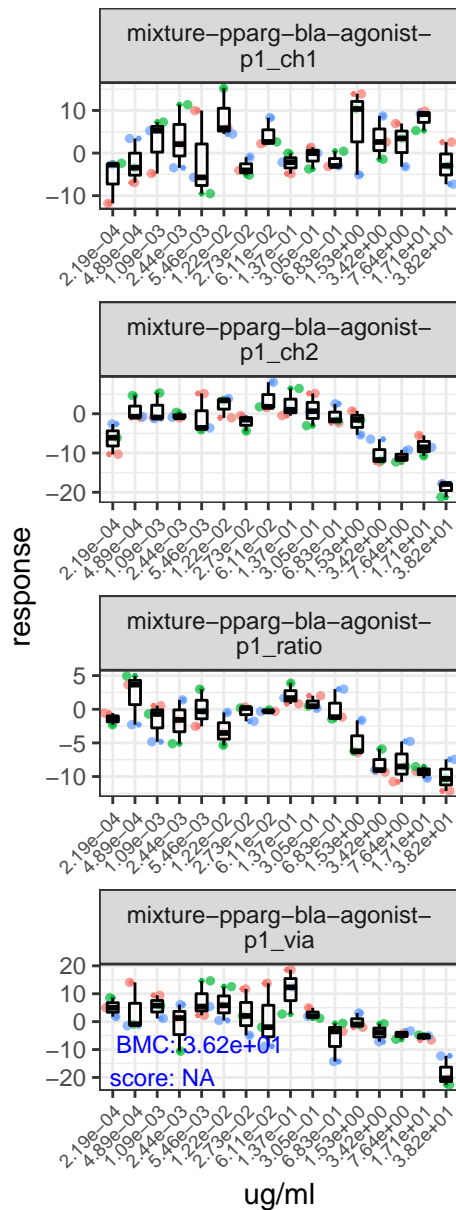 mixture−pparg−bla−agonist−
p1_ch1
10
0
−10
2.19e−04
4.89e−04
1.09e−03
2.44e−03
5.46e−03
1.22e−02
2.73e−02
6.11e−02
1.37e−01
3.05e−01
6.83e−01
1.53e+00
3.42e+00
7.64e+00
1.71e+01
3.82e+01
mixture−pparg−bla−agonist−
p1_ch2
0
−10
−20
2.19e−04
4.89e−04
1.09e−03
2.44e−03
5.46e−03
1.22e−02
2.73e−02
6.11e−02
1.37e−01
3.05e−01
6.83e−01
1.53e+00
3.42e+00
7.64e+00
1.71e+01
3.82e+01
response
mixture−pparg−bla−agonist−
p1_ratio
5
0
−5
−10
2.19e−04
4.89e−04
1.09e−03
2.44e−03
5.46e−03
1.22e−02
2.73e−02
6.11e−02
1.37e−01
3.05e−01
6.83e−01
1.53e+00
3.42e+00
7.64e+00
1.71e+01
3.82e+01
mixture−pparg−bla−agonist−
p1_via
20
10
0
−10
−20
BMC: 3.62e+01
score: NA
2.19e−04
4.89e−04
1.09e−03
2.44e−03
5.46e−03
1.22e−02
2.73e−02
6.11e−02
1.37e−01
3.05e−01
6.83e−01
1.53e+00
3.42e+00
7.64e+00
1.71e+01
3.82e+01
ug/ml